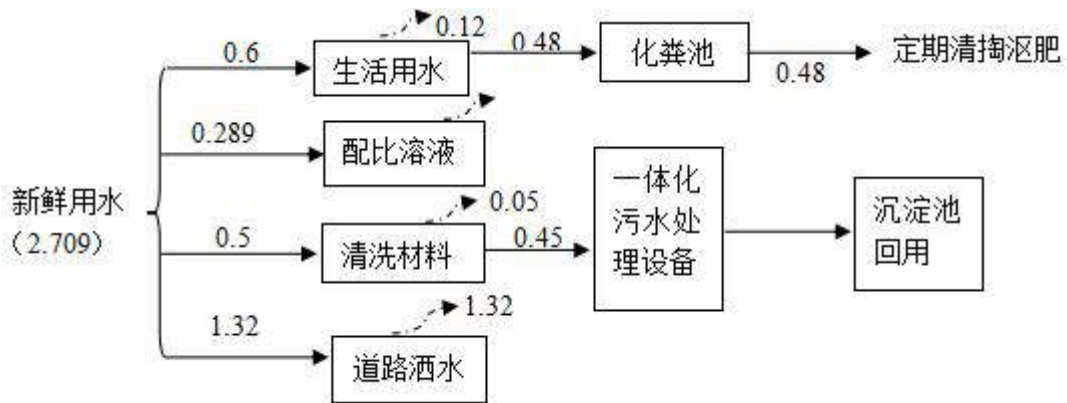 0.12
0.6
生活用水
0.48
化粪池
0.48
定期清掏沤肥
0.289
配比溶液
新鲜用水
（2.709）
0.5
清洗材料
0.05
0.45
一体化
污水处
理设备
沉淀池
回用
1.32
道路洒水
1.32